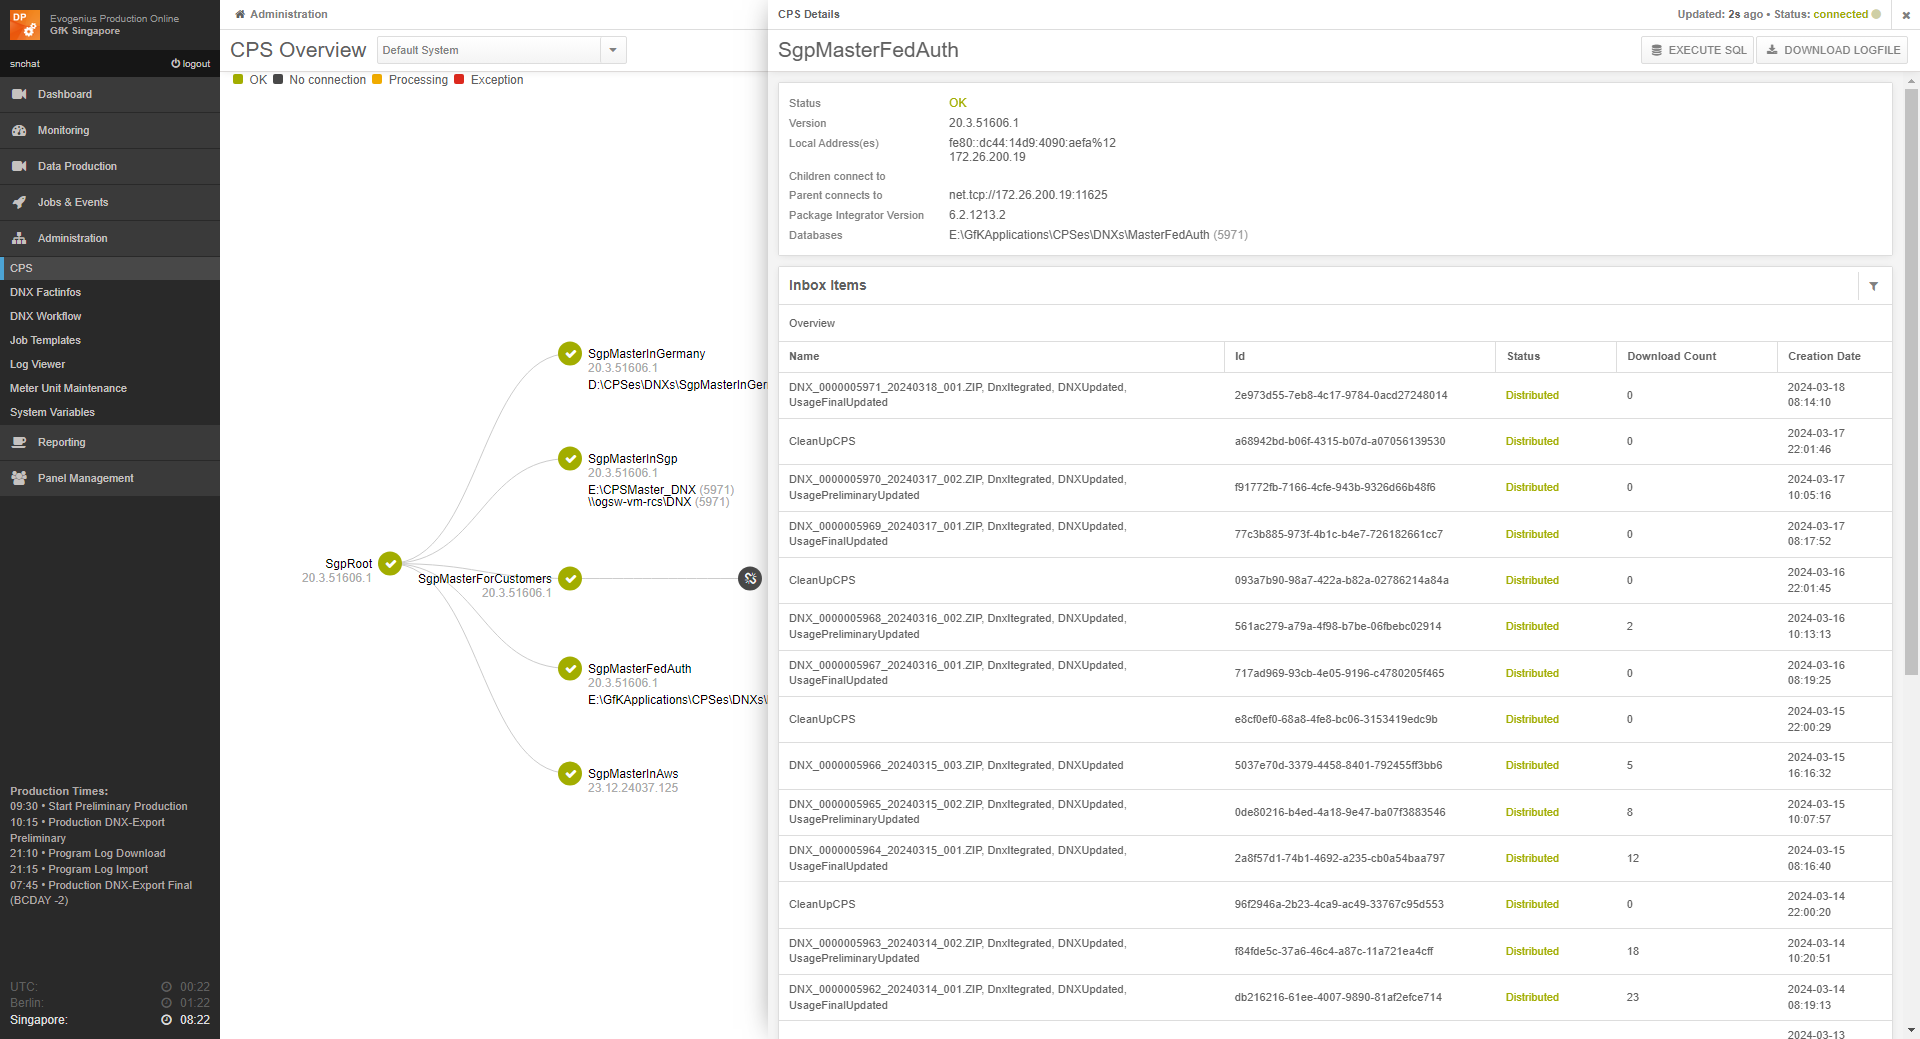 DP
Evogenius Production Online
GfK Singapore
snchat
logout
Dashboard
Monitoring
Data Production
Jobs & Events
Administration
CPS
DNX Factinfos
DNX Workflow
Job Templates
Log Viewer
Meter Unit Maintenance
System Variables
Reporting
Panel Management
Production Times:
09:30 • Start Preliminary Production
10:15 • Production DNX-Export
Preliminary
21:10 • Program Log Download
21:15 • Program Log Import
07:45 • Production DNX-Export Final
(BCDAY -2)
UTC: 00:22
Berlin: 01:22
Singapore: 08:22
Administration
CPS Overview
Default System
OK No connection Processing Exception
SgpMasterInGermany
20.3.51606.1
D:\CPSes\DNXs\SgpMasterInGer
SgpMasterInSgp
20.3.51606.1
E:\CPSMaster_DNX (5971)
\\ogsw-vm-rcs\DNX (5971)
SgpRoot
20.3.51606.1
SgpMasterForCustomers
20.3.51606.1
SgpMasterFedAuth
20.3.51606.1
E:\GfKApplications\CPSes\DNXs\
SgpMasterInAws
23.12.24037.125
CPS Details
Updated: 2s ago • Status: connected
SgpMasterFedAuth
EXECUTE SQL
DOWNLOAD LOGFILE
Status OK
Version 20.3.51606.1
Local Address(es) fe80::dc44:14d9:4090:aefa%12
172.26.200.19
Children connect to
Parent connects to net.tcp://172.26.200.19:11625
Package Integrator Version 6.2.1213.2
Databases E:\GfKApplications\CPSes\DNXs\MasterFedAuth (5971)
Inbox Items
Overview
Name Id Status Download Count Creation Date
DNX_0000005971_20240318_001.ZIP, DnxItegrated, DNXUpdated,
UsageFinalUpdated
2e973d55-7eb8-4c17-9784-0acd27248014 Distributed 0
2024-03-18
08:14:10
CleanUpCPS a68942bd-b06f-4315-b07d-a07056139530 Distributed 0
2024-03-17
22:01:46
DNX_0000005970_20240317_002.ZIP, DnxItegrated, DNXUpdated,
UsagePreliminaryUpdated
f91772fb-7166-4cfe-943b-9326d66b48f6 Distributed 0
2024-03-17
10:05:16
DNX_0000005969_20240317_001.ZIP, DnxItegrated, DNXUpdated,
UsageFinalUpdated
77c3b885-973f-4b1c-b4e7-726182661cc7 Distributed 0
2024-03-17
08:17:52
CleanUpCPS 093a7b90-98a7-422a-b82a-02786214a84a Distributed 0
2024-03-16
22:01:45
DNX_0000005968_20240316_002.ZIP, DnxItegrated, DNXUpdated,
UsagePreliminaryUpdated
561ac279-a79a-4f98-b7be-06fbebc02914 Distributed 2
2024-03-16
10:13:13
DNX_0000005967_20240316_001.ZIP, DnxItegrated, DNXUpdated,
UsageFinalUpdated
717ad969-93cb-4e05-9196-c4780205f465 Distributed 0
2024-03-16
08:19:25
CleanUpCPS e8cf0ef0-68a8-4fe8-bc06-3153419edc9b Distributed 0
2024-03-15
22:00:29
DNX_0000005966_20240315_003.ZIP, DnxItegrated, DNXUpdated 5037e70d-3379-4458-8401-792455ff3bb6 Distributed 5
2024-03-15
16:16:32
DNX_0000005965_20240315_002.ZIP, DnxItegrated, DNXUpdated,
UsagePreliminaryUpdated
0de80216-b4ed-4a18-9e47-ba07f3883546 Distributed 8
2024-03-15
10:07:57
DNX_0000005964_20240315_001.ZIP, DnxItegrated, DNXUpdated,
UsageFinalUpdated
2a8f57d1-74b1-4692-a235-cb0a54baa797 Distributed 12
2024-03-15
08:16:40
CleanUpCPS 96f2946a-2b23-4ca9-ac49-33767c95d553 Distributed 0
2024-03-14
22:00:20
DNX_0000005963_20240314_002.ZIP, DnxItegrated, DNXUpdated,
UsagePreliminaryUpdated
f84fde5c-37a6-46c4-a87c-11a721ea4cff Distributed 18
2024-03-14
10:20:51
DNX_0000005962_20240314_001.ZIP, DnxItegrated, DNXUpdated,
UsageFinalUpdated
db216216-61ee-4007-9890-81af2efce714 Distributed 23
2024-03-14
08:19:13
2024-03-13